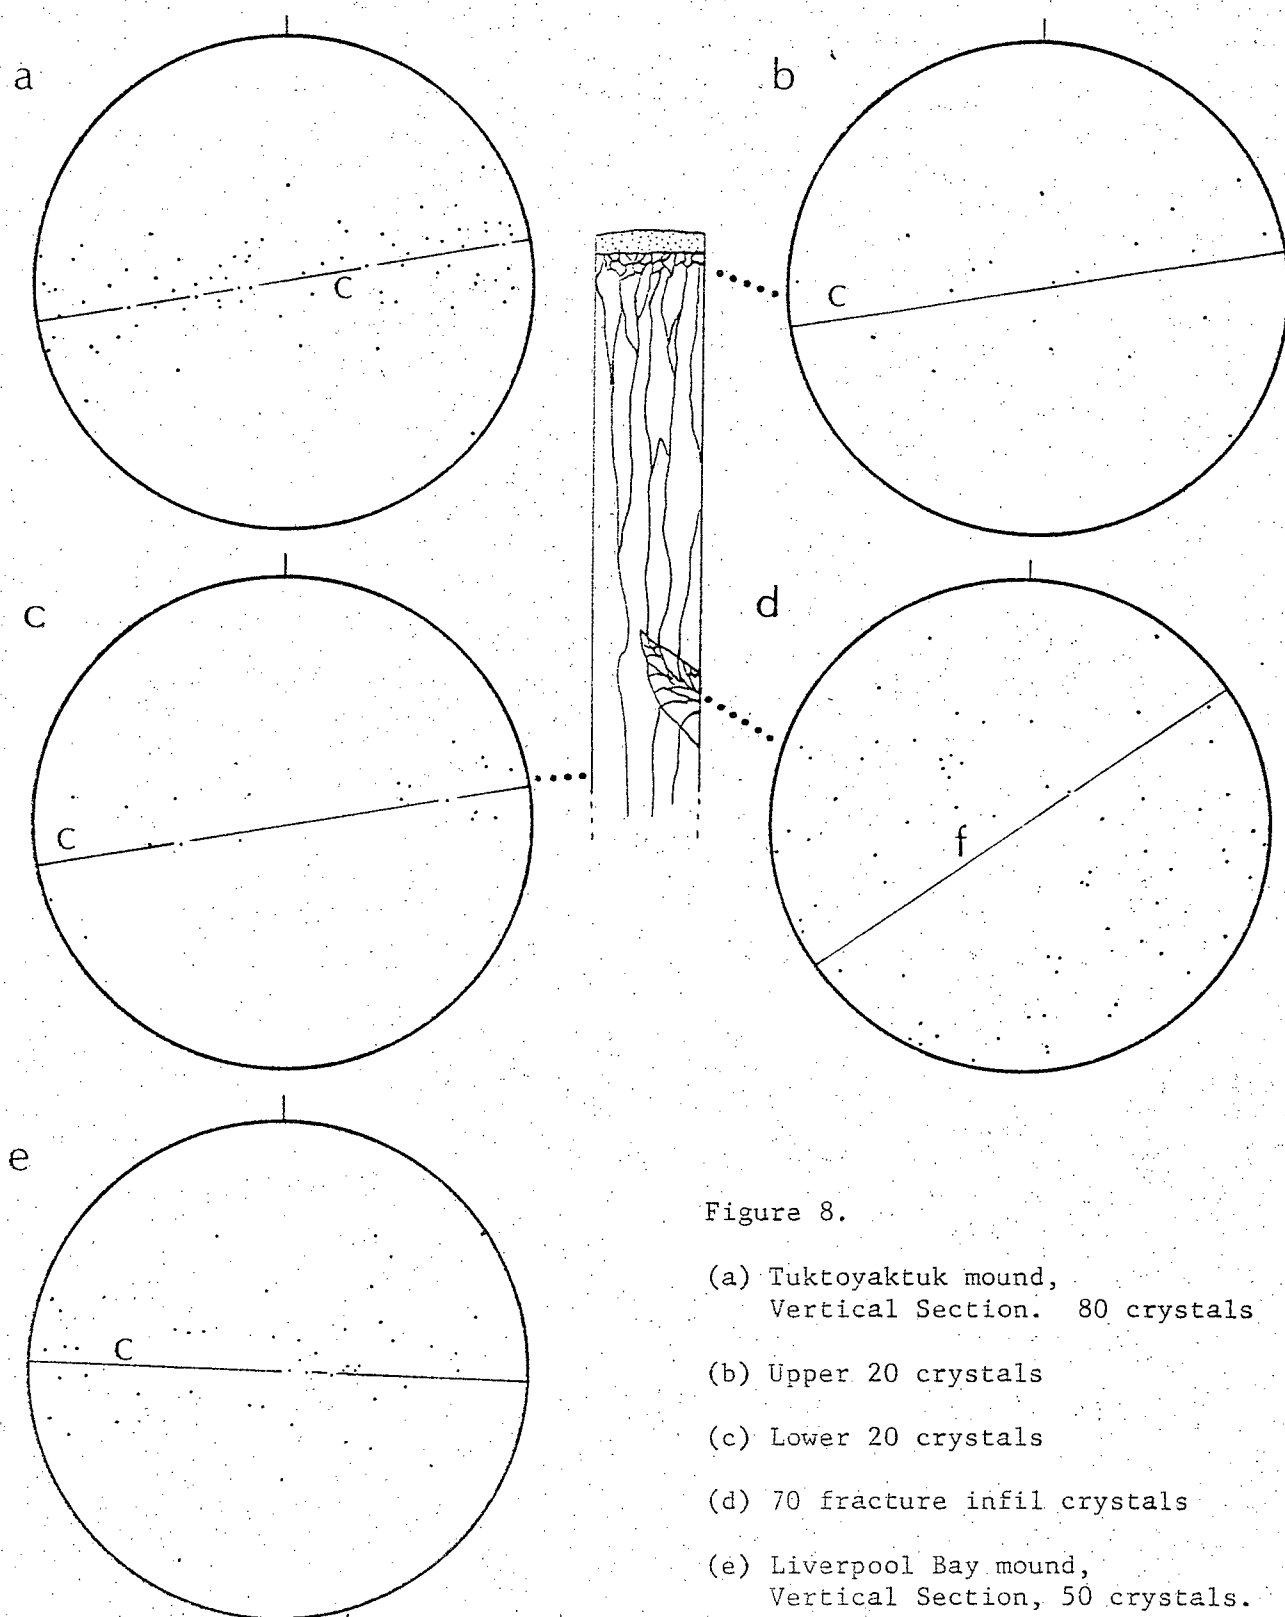 a
b
c
c
c
d
c
f
e
c
Figure 8.
(a) Tuktoyaktuk mound,
Vertical Section. 80 crystals
(b) Upper 20 crystals
(c) Lower 20 crystals
(d) 70 fracture infil crystals
(e) Liverpool Bay mound,
Vertical Section, 50 crystals.